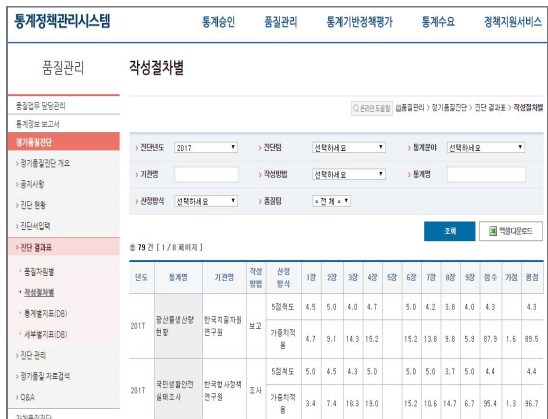 통계정책관리시스템
통계승인 품질관리 통계기반정책평가 통계수요 정책지원서비스
품질관리
작성절차별
온라인도움말 품질관리 > 정기품질진단 > 진단 결과표 > 작성절차별
품질업무 담당관리
통계정보 보고서
정기품질진단
> 정기품질진단 개요
> 공지사항
> 진단 현황
> 진단서입력
> 진단 결과표
· 품질차원별
· 작성절차별
· 통계별지표(DB)
· 세부별지표(DB)
> 진단 관리
> 정기품질 자료검색
> Q&A
> 진단년도 2017 > 진단팀 선택하세요 > 통계분야 선택하세요
> 기관명 > 작성방법 선택하세요 > 통계명
> 산정방식 선택하세요 > 품질팀 = 전 체 =
조회 엑셀다운로드
총 79 건 [ 1 / 8 페이지 ]
년도 통계명 기관명 작성방법 산정방식 1장 2장 3장 4장 5장 6장 7장 8장 9장 점수 가점 평점
2017 광산물생산량현황 한국지질자원연구원 보고
5점척도 4.5 5.0 4.0 4.7 5.0 4.2 3.8 4.0 4.3 4.3
가중치적용 4.7 9.1 14.3 15.2 15.2 13.8 9.8 5.9 87.9 1.6 89.5
2017 국민생활안전실태조사 한국형사정책연구원 조사
5점척도 5.0 4.5 4.3 5.0 5.0 5.0 3.7 5.0 4.4 4.4
가중치적용 3.4 7.4 18.3 19.0 15.2 10.6 14.7 6.7 95.4 1.3 96.7